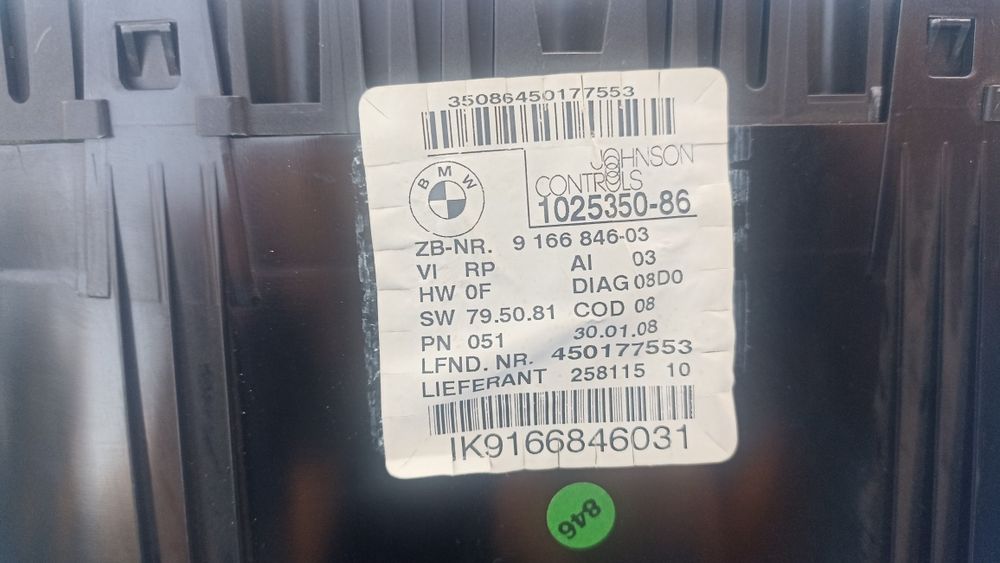 35086450177553
BMW
JOHNSON
CONTROLS
1025350-86
ZB-NR. 9 166 846-03
VI RP AI 03
HW 0F DIAG 08D0
SW 79.50.81 COD 08
PN 051 30.01.08
LFND. NR. 450177553
LIEFERANT 258115 10
IK9166846031
846